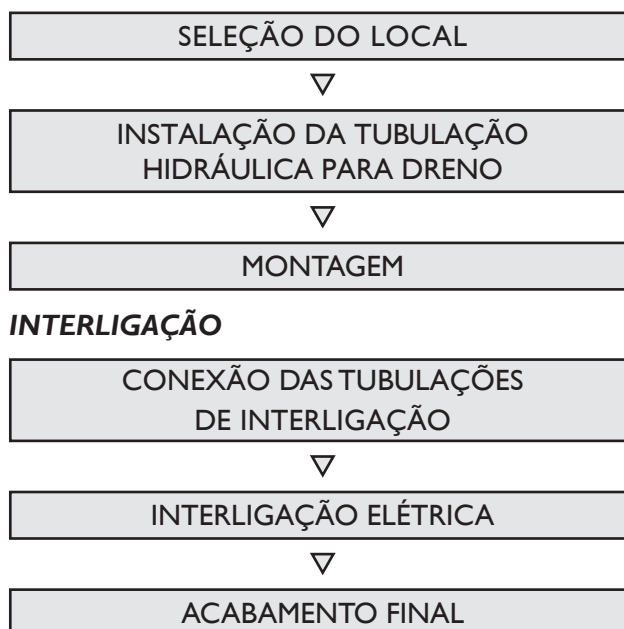 SELEÇÃO DO LOCAL
INSTALAÇÃO DA TUBULAÇÃO
HIDRÁULICA PARA DRENO
MONTAGEM
INTERLIGAÇÃO
CONEXÃO DAS TUBULAÇÕES
DE INTERLIGAÇÃO
INTERLIGAÇÃO ELÉTRICA
ACABAMENTO FINAL